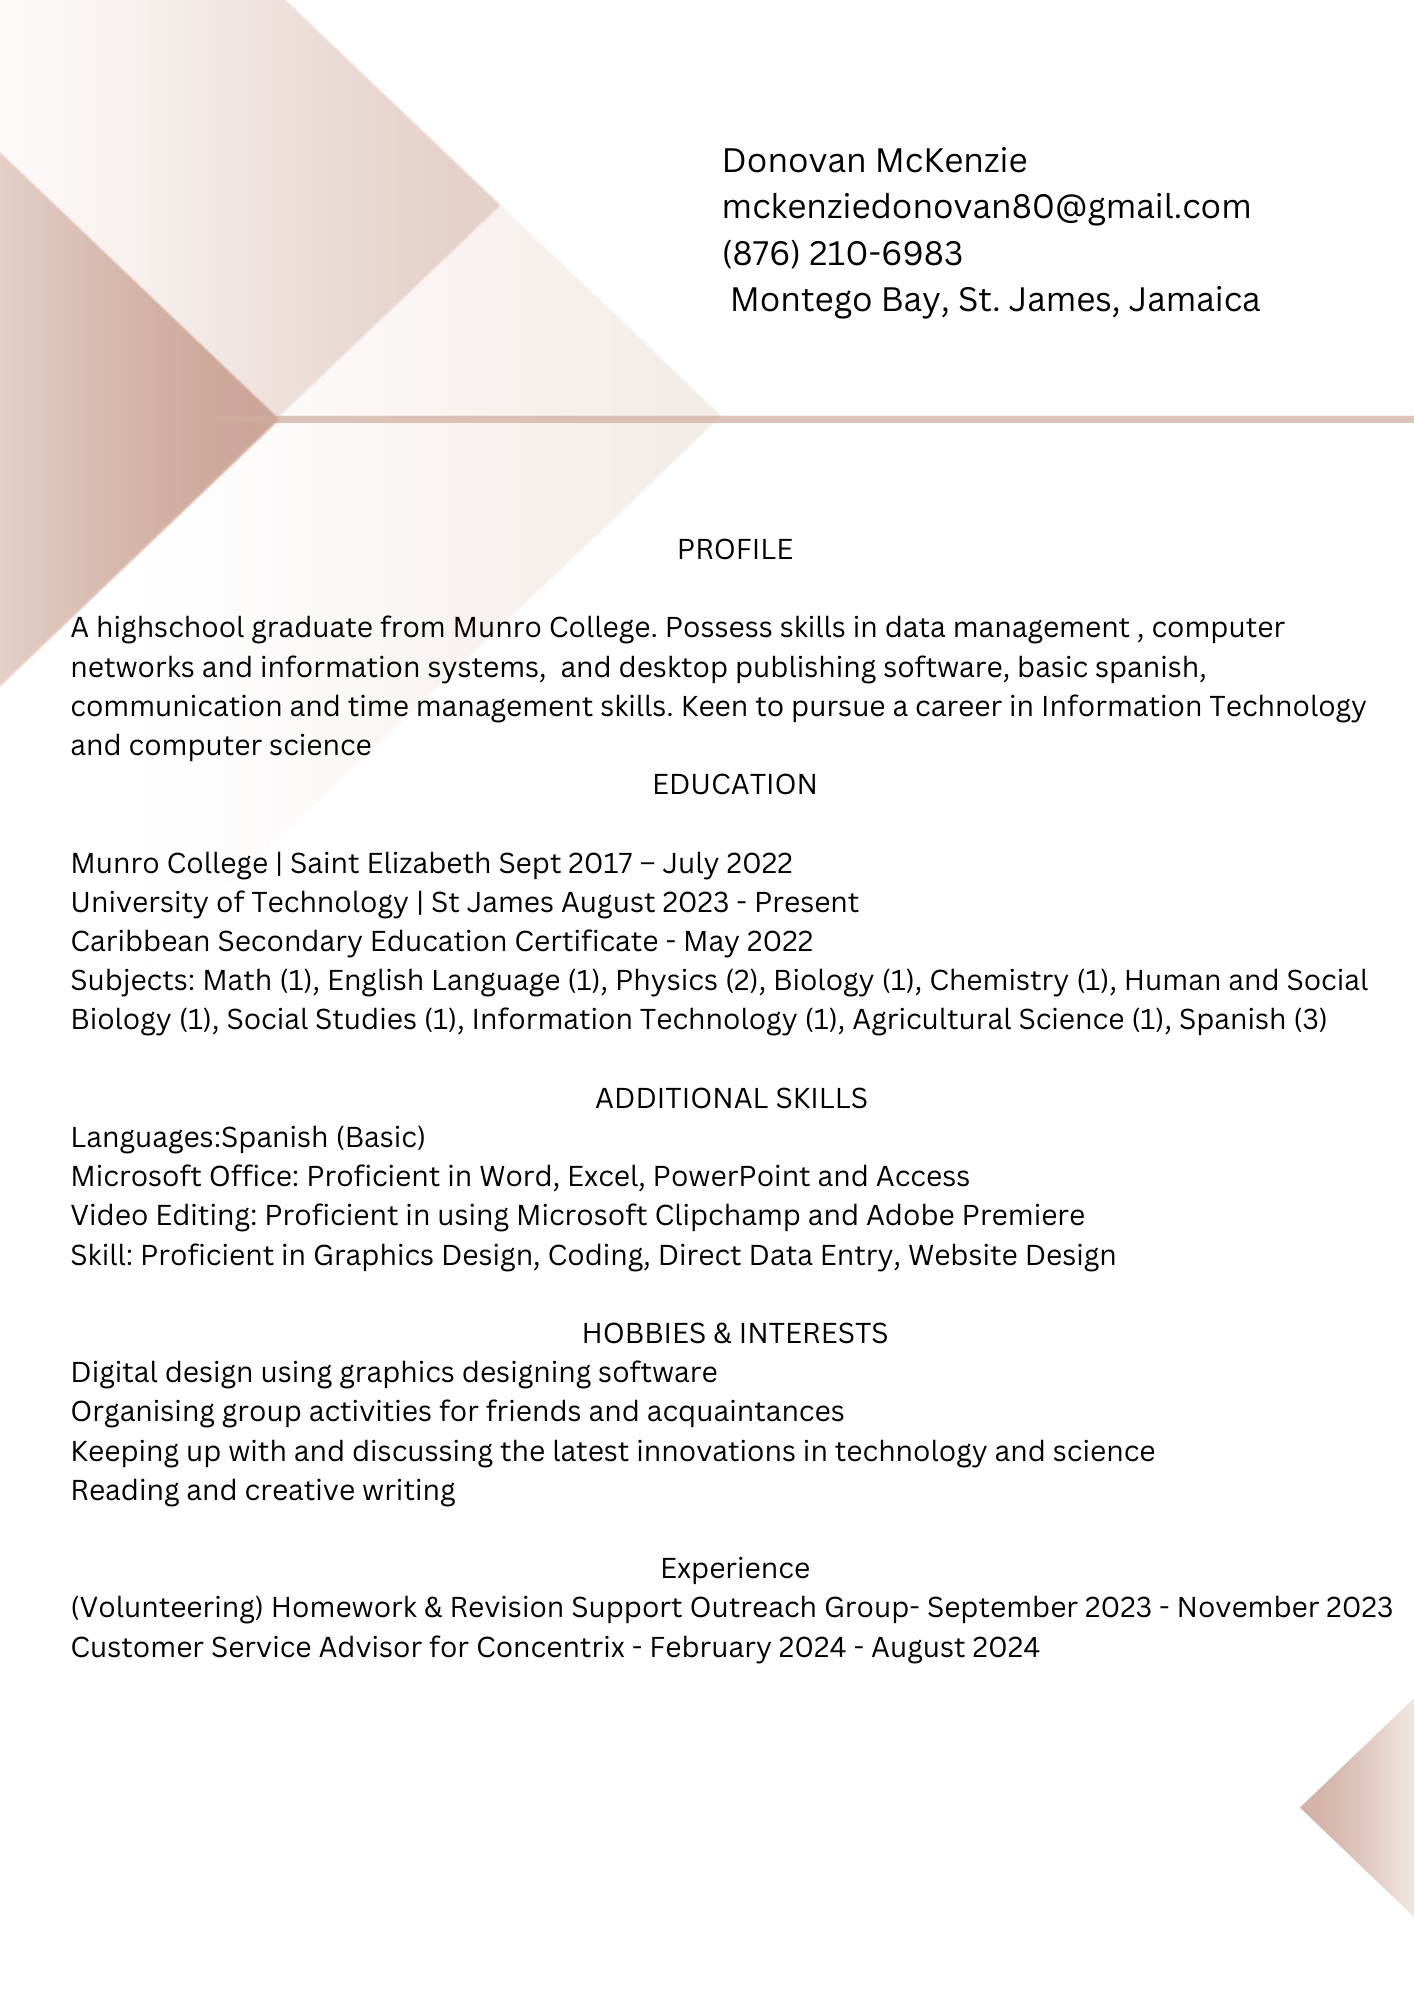 Donovan McKenzie
mckenziedonovan80@gmail.com
(876) 210-6983
Montego Bay, St. James, Jamaica
PROFILE
A highschool graduate from Munro College. Possess skills in data management , computer
networks and information systems,  and desktop publishing software, basic spanish,
communication and time management skills. Keen to pursue a career in Information Technology
and computer science
EDUCATION
Munro College | Saint Elizabeth Sept 2017 – July 2022
University of Technology | St James August 2023 - Present
Caribbean Secondary Education Certificate - May 2022
Subjects: Math (1), English Language (1), Physics (2), Biology (1), Chemistry (1), Human and Social
Biology (1), Social Studies (1), Information Technology (1), Agricultural Science (1), Spanish (3)
ADDITIONAL SKILLS
Languages:Spanish (Basic)
Microsoft Office: Proficient in Word, Excel, PowerPoint and Access
Video Editing: Proficient in using Microsoft Clipchamp and Adobe Premiere
Skill: Proficient in Graphics Design, Coding, Direct Data Entry, Website Design
HOBBIES & INTERESTS
Digital design using graphics designing software
Organising group activities for friends and acquaintances
Keeping up with and discussing the latest innovations in technology and science
Reading and creative writing
Experience
(Volunteering) Homework & Revision Support Outreach Group- September 2023 - November 2023
Customer Service Advisor for Concentrix - February 2024 - August 2024